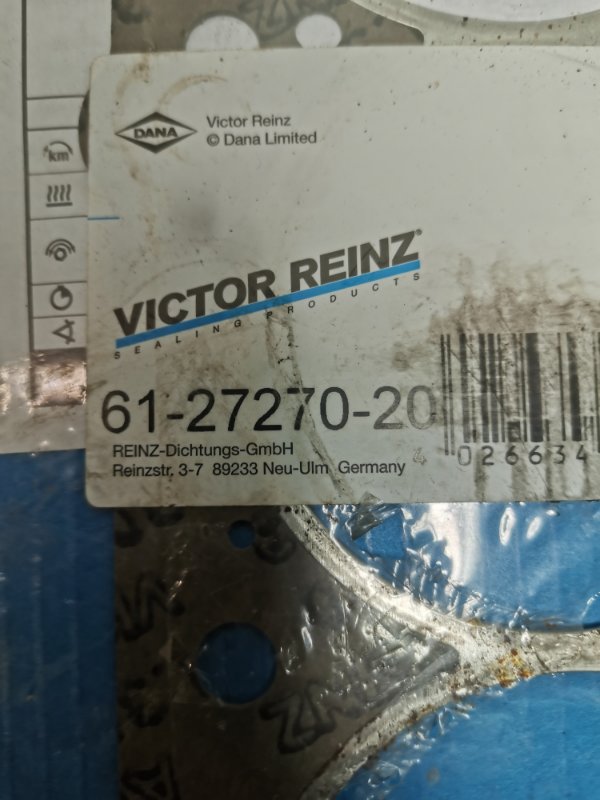 km
DANA
Victor Reinz
© Dana Limited
VICTOR REINZ®
SEALING PRODUCTS
61-27270-20
REINZ-Dichtungs-GmbH
Reinzstr. 3-7 89233 Neu-Ulm Germany
4 026634